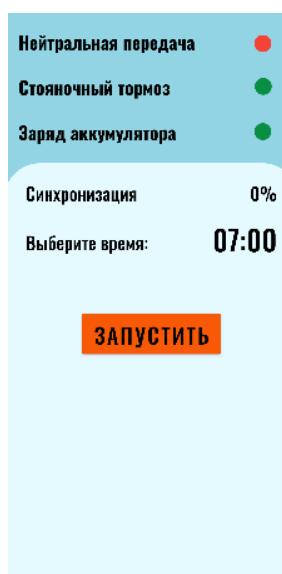 Нейтральная передача
Стояночный тормоз
Заряд аккумулятора
Синхронизация 0%
Выберите время: 07:00
ЗАПУСТИТЬ